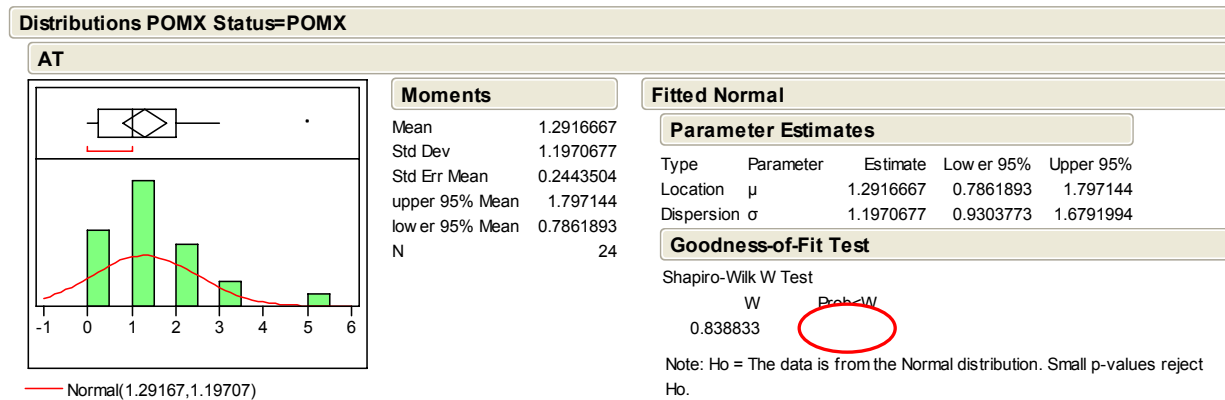 Distributions POMX Status=POMX
AT
-1 0 1 2 3 4 5 6
Normal(1.29167,1.19707)
Moments
Mean 1.2916667
Std Dev 1.1970677
Std Err Mean 0.2443504
upper 95% Mean 1.797144
lower 95% Mean 0.7861893
N 24
Fitted Normal
Parameter Estimates
Type Parameter Estimate Lower 95% Upper 95%
Location μ 1.2916667 0.7861893 1.797144
Dispersion σ 1.1970677 0.9303773 1.6791994
Goodness-of-Fit Test
Shapiro-Wilk W Test
W Prob<W
0.838833
Note: Ho = The data is from the Normal distribution. Small p-values reject
Ho.